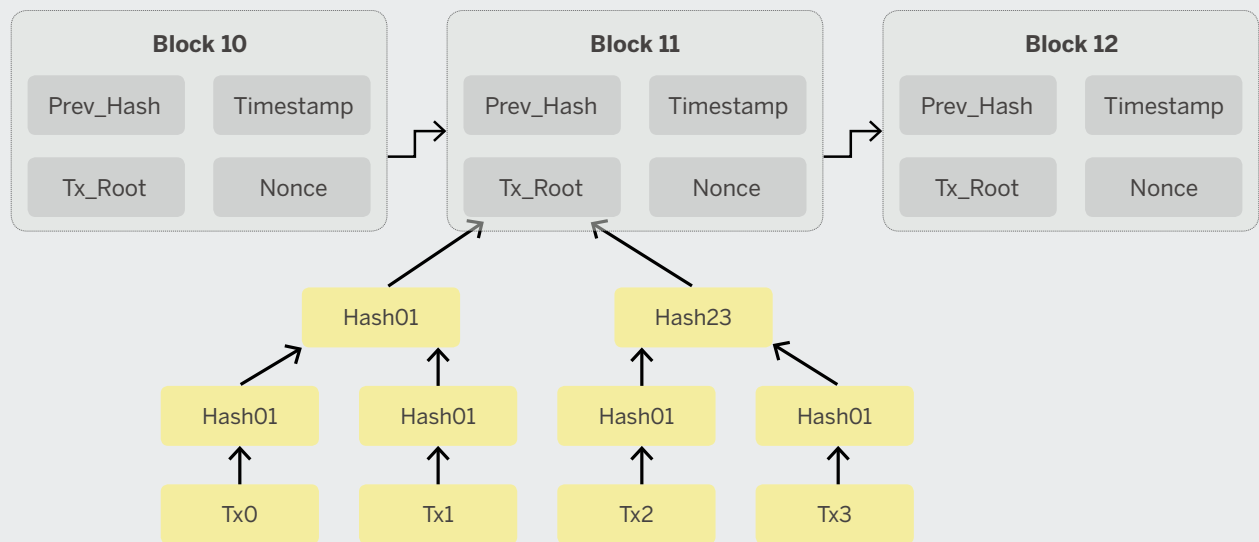 Block 10
Block 11
Block 12
Prev_Hash Timestamp
Prev_Hash Timestamp
Prev_Hash Timestamp
Tx_Root Nonce
Tx_Root Nonce
Tx_Root Nonce
Hash01
Hash23
Hash01
Hash01
Hash01
Hash01
Tx0
Tx1
Tx2
Tx3